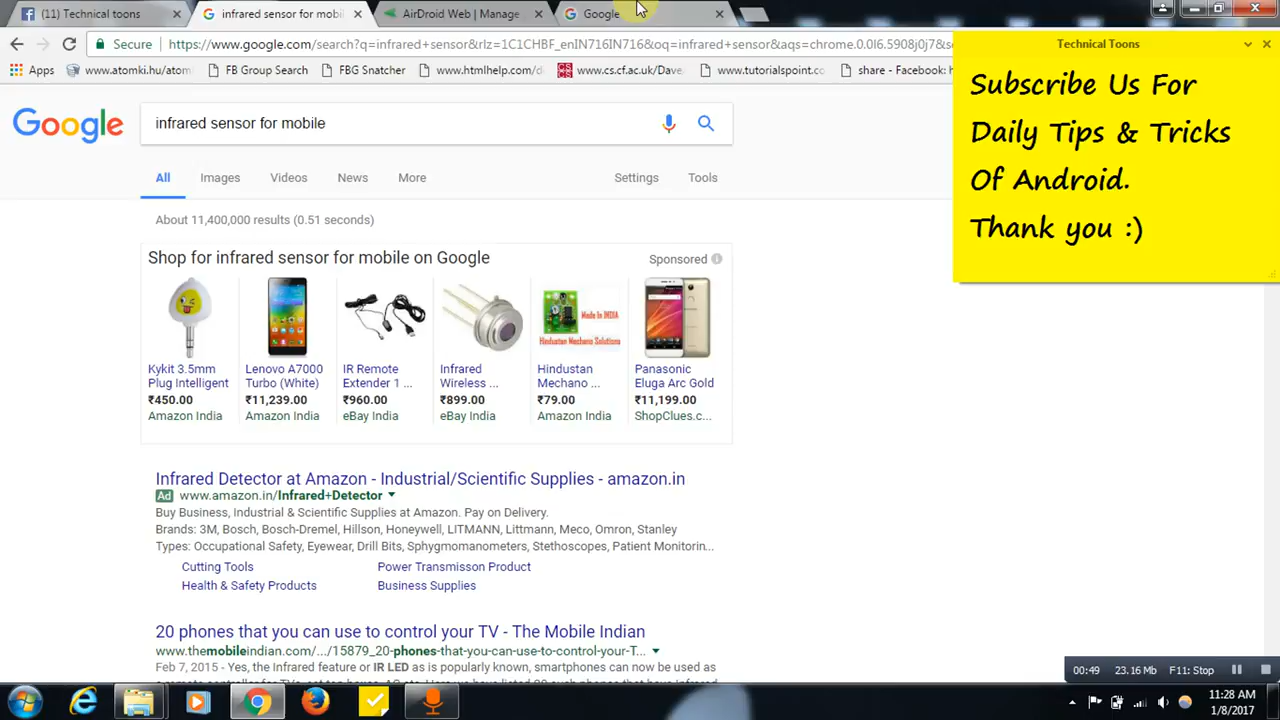 (11) Technical toons
infrared sensor for mobi
AirDroid Web | Manage
Google
Secure
https://www.google.com/search?q=infrared+sensor&rlz=1C1CHBF_enIN716IN716&oq=infrared+sensor&aqs=chrome.0.0l6.5908j0j7&s
Apps
www.atomki.hu/atom
FB Group Search
FBG Snatcher
www.htmlhelp.com/d
www.cs.cf.ac.uk/Dave
www.tutorialspoint.c
share - Facebook: h
Technical Toons
Subscribe Us For
Daily Tips & Tricks
Of Android.
Thank you :)
Google
infrared sensor for mobile
All Images Videos News More Settings Tools
About 11,400,000 results (0.51 seconds)
Shop for infrared sensor for mobile on Google
Sponsored
Made In INDIA
Hindustan Mechano Solutions
Kykit 3.5mm
Plug Intelligent
₹450.00
Amazon India
Lenovo A7000
Turbo (White)
₹11,239.00
Amazon India
IR Remote
Extender 1 ...
₹960.00
eBay India
Infrared
Wireless ...
₹899.00
eBay India
Hindustan
Mechano ...
₹79.00
Amazon India
Panasonic
Eluga Arc Gold
₹11,199.00
ShopClues.c...
Infrared Detector at Amazon - Industrial/Scientific Supplies - amazon.in
Ad www.amazon.in/Infrared+Detector
Buy Business, Industrial & Scientific Supplies at Amazon. Pay on Delivery.
Brands: 3M, Bosch, Bosch-Dremel, Hillson, Honeywell, LITMANN, Littmann, Meco, Omron, Stanley
Types: Occupational Safety, Eyewear, Drill Bits, Sphygmomanometers, Stethoscopes, Patient Monitorin...
Cutting Tools
Power Transmisson Product
Health & Safety Products
Business Supplies
20 phones that you can use to control your TV - The Mobile Indian
www.themobileindian.com/.../15879_20-phones-that-you-can-use-to-control-your-T...
Feb 7, 2015 - Yes, the Infrared feature or IR LED as is popularly known, smartphones can now be used as
00:49 23.16 Mb F11: Stop
11:28 AM
1/8/2017